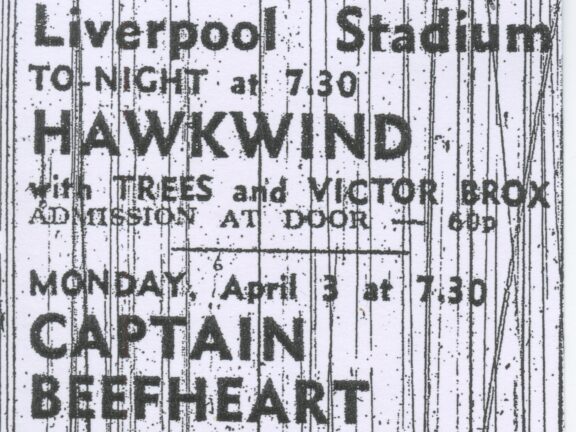 Liverpool Stadium
TO-NIGHT at 7.30
HAWKWIND
with TREES and VICTOR BROX
ADMISSION AT DOOR — 60p
MONDAY, April 3 at 7.30
CAPTAIN
BEEFHEART